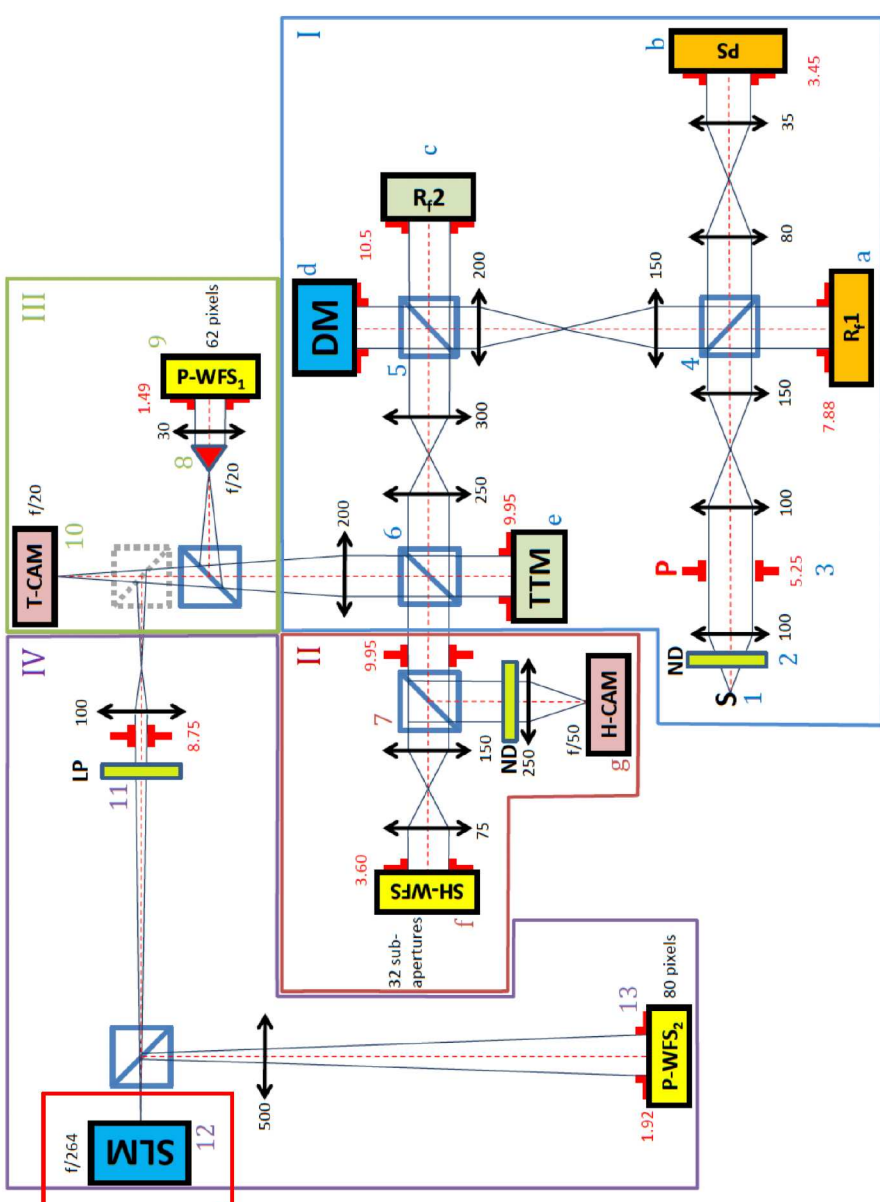 I
b
PS
3.45
35
80
c
Rf2
10.5
d
DM
200
150
5
4
a
Rf1
7.88
300
250
150
100
6
200
9.95
TTM
e
P
5.25
3
100
ND
2
S
1
III
9
62 pixels
P-WFS1
1.49
30
8
f/20
f/20
T-CAM
10
II
9.95
7
150
ND
250
f/50
H-CAM
g
75
3.60
SH-WFS
f
32 sub-
apertures
IV
100
8.75
LP
11
500
13
80 pixels
P-WFS2
1.92
f/264
SLM
12